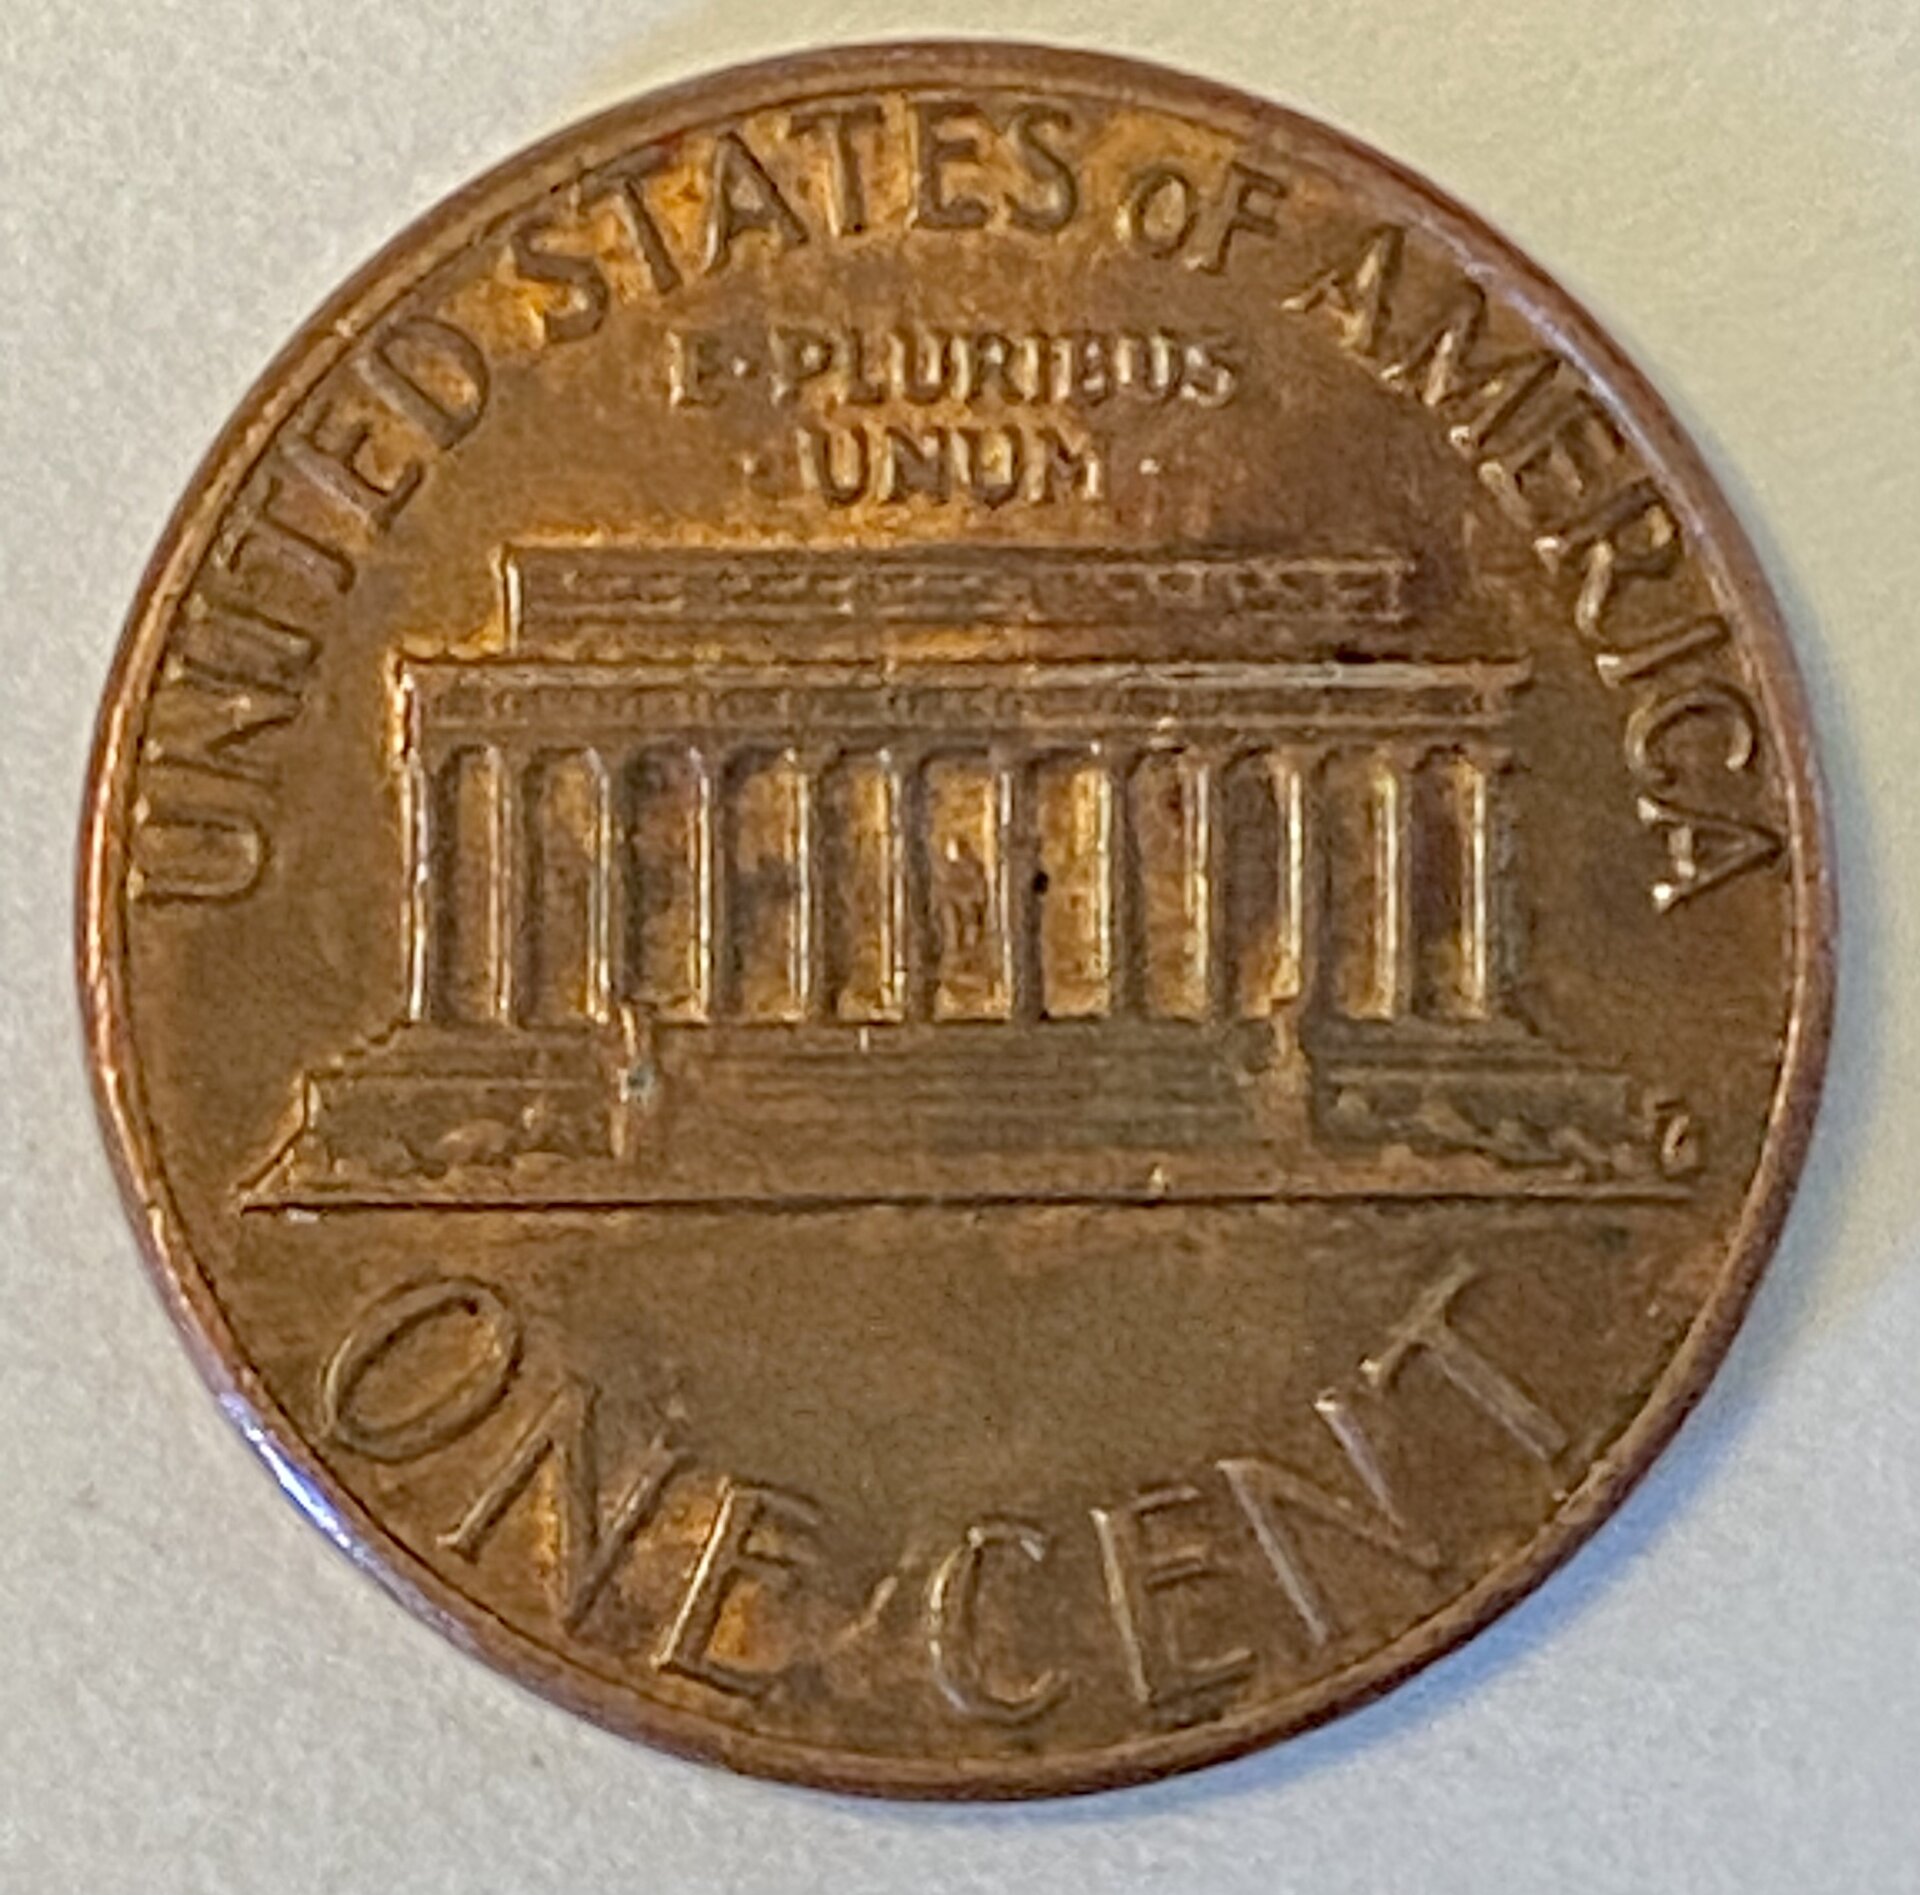 UNITED STATES OF AMERICA
E·PLURIBUS
·UNUM·
ONE CENT